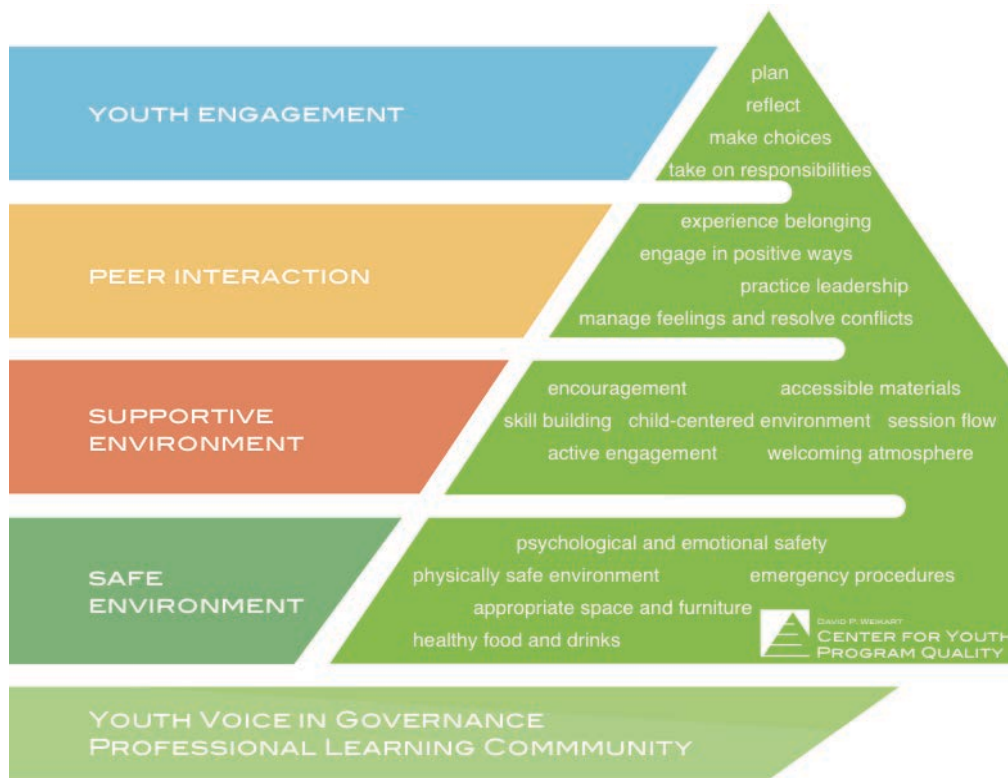 YOUTH ENGAGEMENT
plan
reflect
make choices
take on responsibilities
PEER INTERACTION
experience belonging
engage in positive ways
practice leadership
manage feelings and resolve conflicts
SUPPORTIVE
ENVIRONMENT
encouragement accessible materials
skill building child-centered environment session flow
active engagement welcoming atmosphere
SAFE
ENVIRONMENT
psychological and emotional safety
physically safe environment emergency procedures
appropriate space and furniture
healthy food and drinks
DAVID P. WEIKART
CENTER FOR YOUTH
PROGRAM QUALITY
YOUTH VOICE IN GOVERNANCE
PROFESSIONAL LEARNING COMMMUNITY